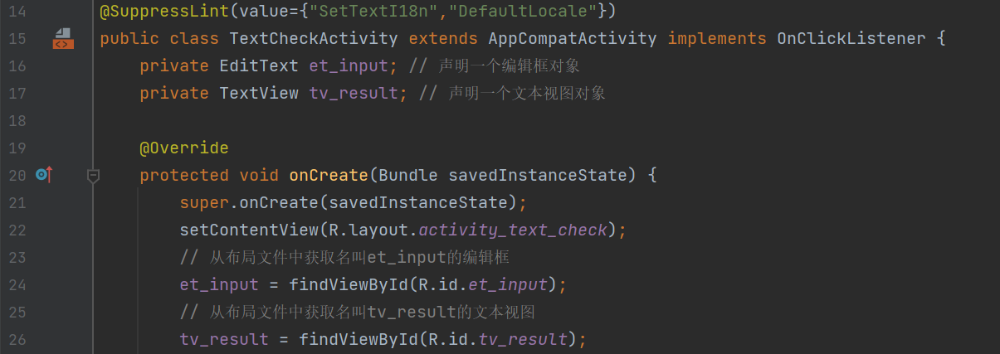 14 @SuppressLint(value={"SetTextI18n","DefaultLocale"})
15 public class TextCheckActivity extends AppCompatActivity implements OnClickListener {
16 private EditText et_input; // 声明一个编辑框对象
17 private TextView tv_result; // 声明一个文本视图对象
18
19 @Override
20 protected void onCreate(Bundle savedInstanceState) {
21 super.onCreate(savedInstanceState);
22 setContentView(R.layout.activity_text_check);
23 // 从布局文件中获取名叫et_input的编辑框
24 et_input = findViewById(R.id.et_input);
25 // 从布局文件中获取名叫tv_result的文本视图
26 tv_result = findViewById(R.id.tv_result);